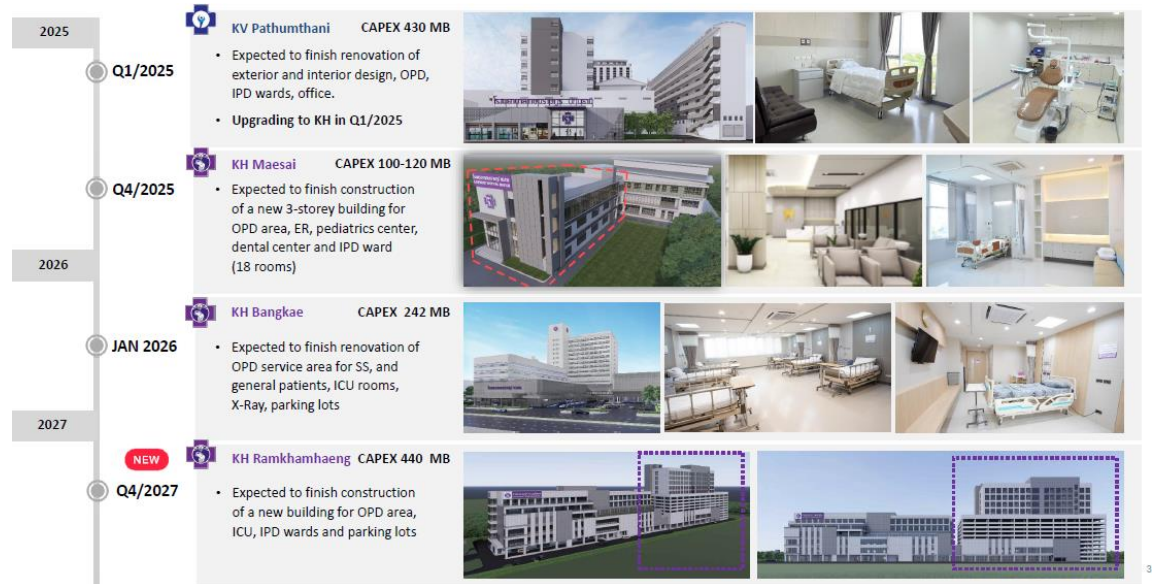 2025
Q1/2025
KV Pathumthani CAPEX 430 MB
• Expected to finish renovation of
exterior and interior design, OPD,
IPD wards, office.
• Upgrading to KH in Q1/2025
Q4/2025
KH Maesai CAPEX 100-120 MB
• Expected to finish construction
of a new 3-storey building for
OPD area, ER, pediatrics center,
dental center and IPD ward
(18 rooms)
2026
JAN 2026
KH Bangkae CAPEX 242 MB
• Expected to finish renovation of
OPD service area for SS, and
general patients, ICU rooms,
X-Ray, parking lots
2027
NEW
Q4/2027
KH Ramkhamhaeng CAPEX 440 MB
• Expected to finish construction
of a new building for OPD area,
ICU, IPD wards and parking lots
3